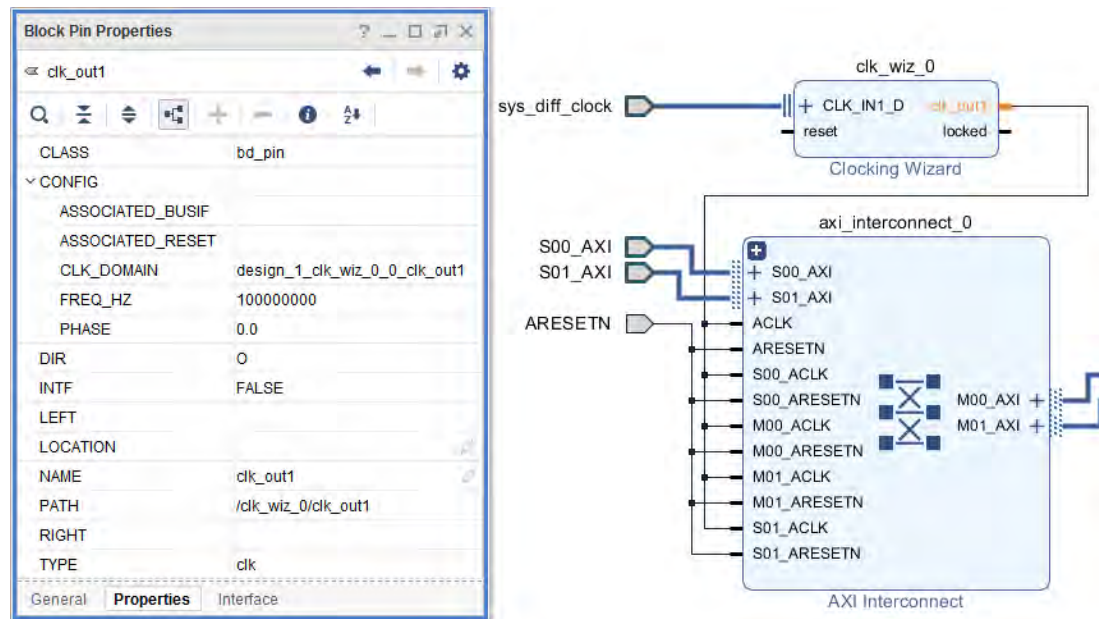 Block Pin Properties
clk_out1
CLASS bd_pin
CONFIG
ASSOCIATED_BUSIF
ASSOCIATED_RESET
CLK_DOMAIN design_1_clk_wiz_0_0_clk_out1
FREQ_HZ 100000000
PHASE 0.0
DIR O
INTF FALSE
LEFT
LOCATION
NAME clk_out1
PATH /clk_wiz_0/clk_out1
RIGHT
TYPE clk
General Properties Interface
clk_wiz_0
sys_diff_clock
CLK_IN1_D clk_out1
reset locked
Clocking Wizard
axi_interconnect_0
S00_AXI
S01_AXI
ARESETN
S00_AXI
S01_AXI
ACLK
ARESETN
S00_ACLK
S00_ARESETN M00_AXI
M00_ACLK M01_AXI
M00_ARESETN
M01_ACLK
M01_ARESETN
S01_ACLK
S01_ARESETN
AXI Interconnect